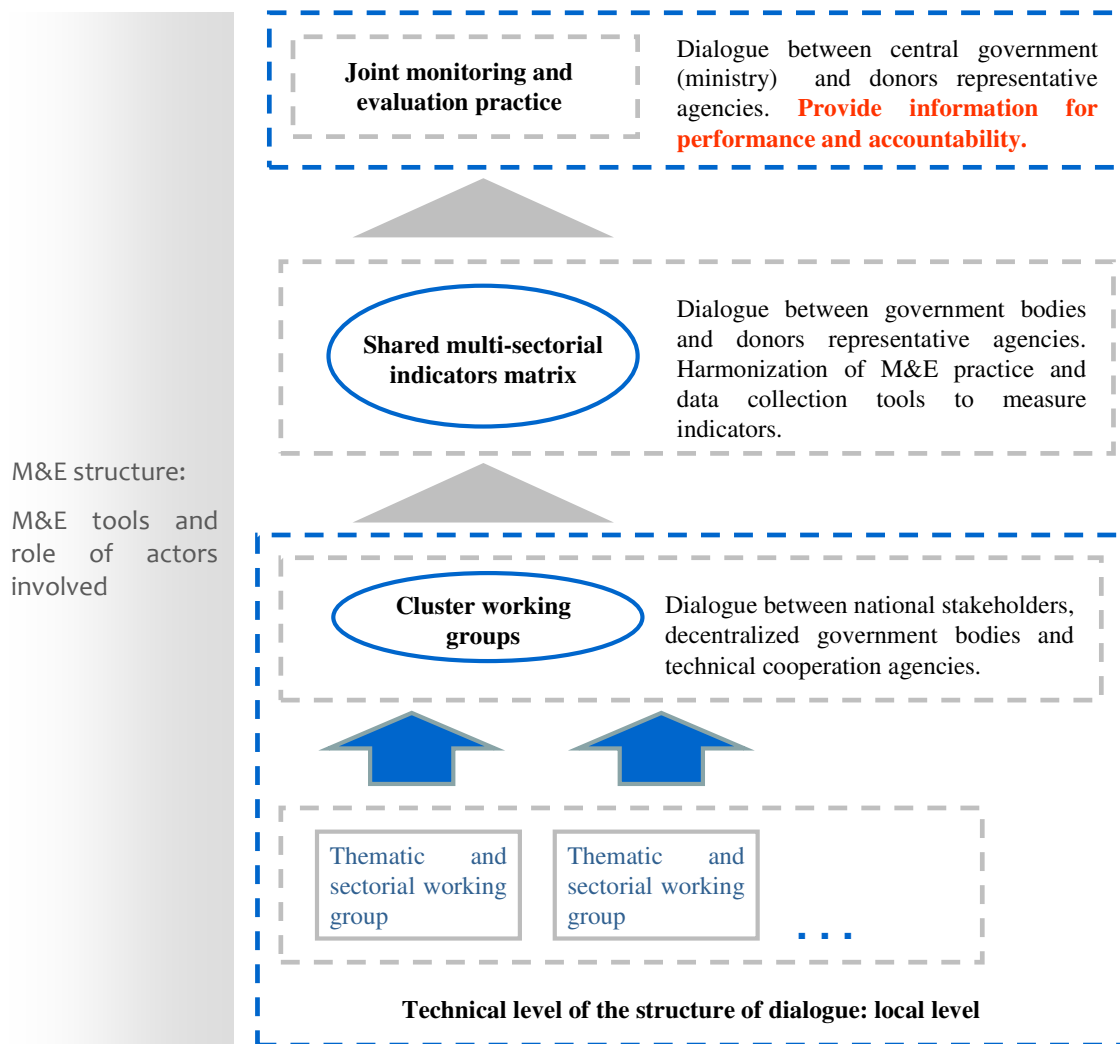 Joint monitoring and
evaluation practice
Dialogue between central government
(ministry) and donors representative
agencies. Provide information for
performance and accountability.
Shared multi-sectorial
indicators matrix
Dialogue between government bodies
and donors representative agencies.
Harmonization of M&E practice and
data collection tools to measure
indicators.
M&E structure:
M&E tools and
role of actors
involved
Cluster working
groups
Dialogue between national stakeholders,
decentralized government bodies and
technical cooperation agencies.
Thematic and
sectorial working
group
Thematic and
sectorial working
group
. . .
Technical level of the structure of dialogue: local level